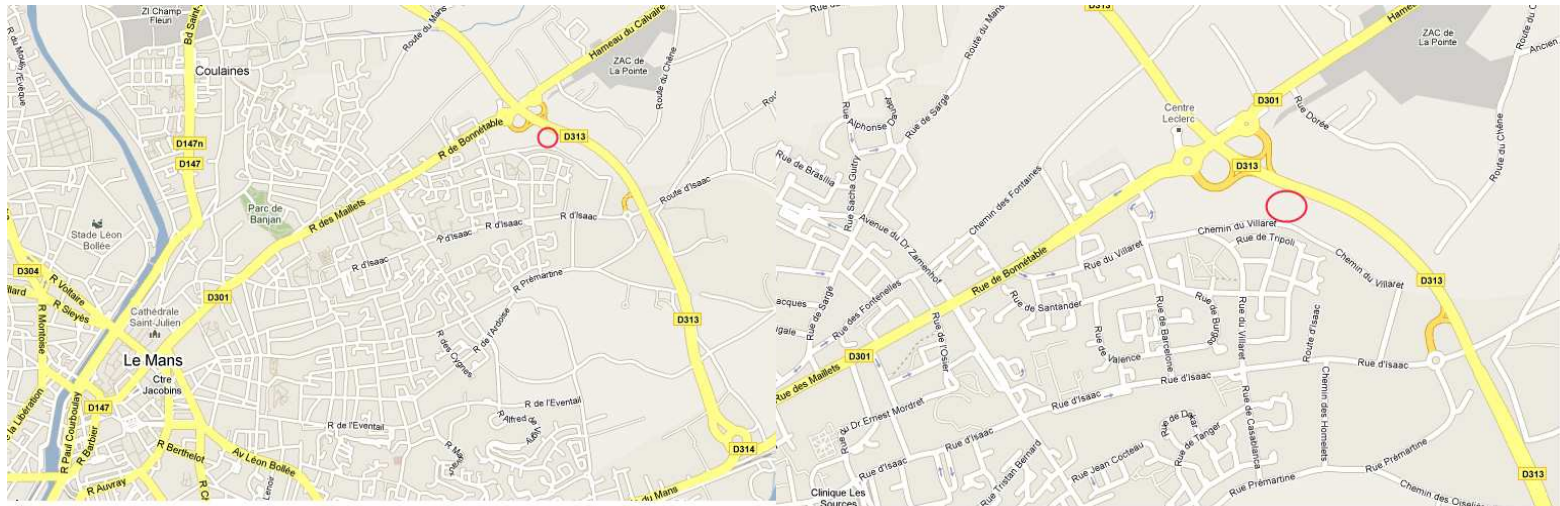 ZI Champ
Fleuri
Bd Saint-
Route du Mans
Hameau du Calvaire
ZAC de
La Pointe
Route du Chêne
R du Moulin l'Evêque
Coulaines
D147n
D147
R de Bonnétable
D313
Parc de
Banjan
R des Maillets
Route d'Isaac
R d'Isaac
R d'Isaac
R d'Isaac
Stade Léon
Bollée
D304
R Voltaire
R Sieyès
R Montoise
D301
R Prémartine
Cathédrale
Saint-Julien
R de l'Ardoise
R des Cygnes
D313
Le Mans
Ctre
Jacobins
D147
R Paul Courboulay
R Barbier
R Berthelot
R Auvray
Av Léon Bollée
R de l'Eventail
R de l'Eventail
D314
Route du Mans
Rue de Sargé
ZAC de
La Pointe
Ancien
Route du Chêne
Centre
Leclerc
D301
Rue Dorée
D313
Rue Alphonse Daudet
Rue de Brasilia
Rue Sacha Guitry
Avenue du Dr Zamenhof
Chemin des Fontaines
Chemin du Villaret
Rue de Tripoli
Chemin du Villaret
Rue de Bonnétable
Rue du Villaret
Rue de Santander
D313
Rue de Sargé
Rue des Fontenelles
Rue de l'Osier
Rue de Barcelone
Rue de Burgos
Rue du Villaret
Route d'Isaac
Rue de Valence
D301
Rue des Maillets
Rue d'Isaac
Rue d'Isaac
Rue d'Isaac
Chemin des Homelets
Rue de Casablanca
Rue de Dakar
Rue de Tanger
Rue d'Isaac
Rue d'Isaac
Rue Tristan Bernard
Rue Jean Cocteau
Rue Prémartine
Rue Prémartine
D313
Clinique Les
Sources